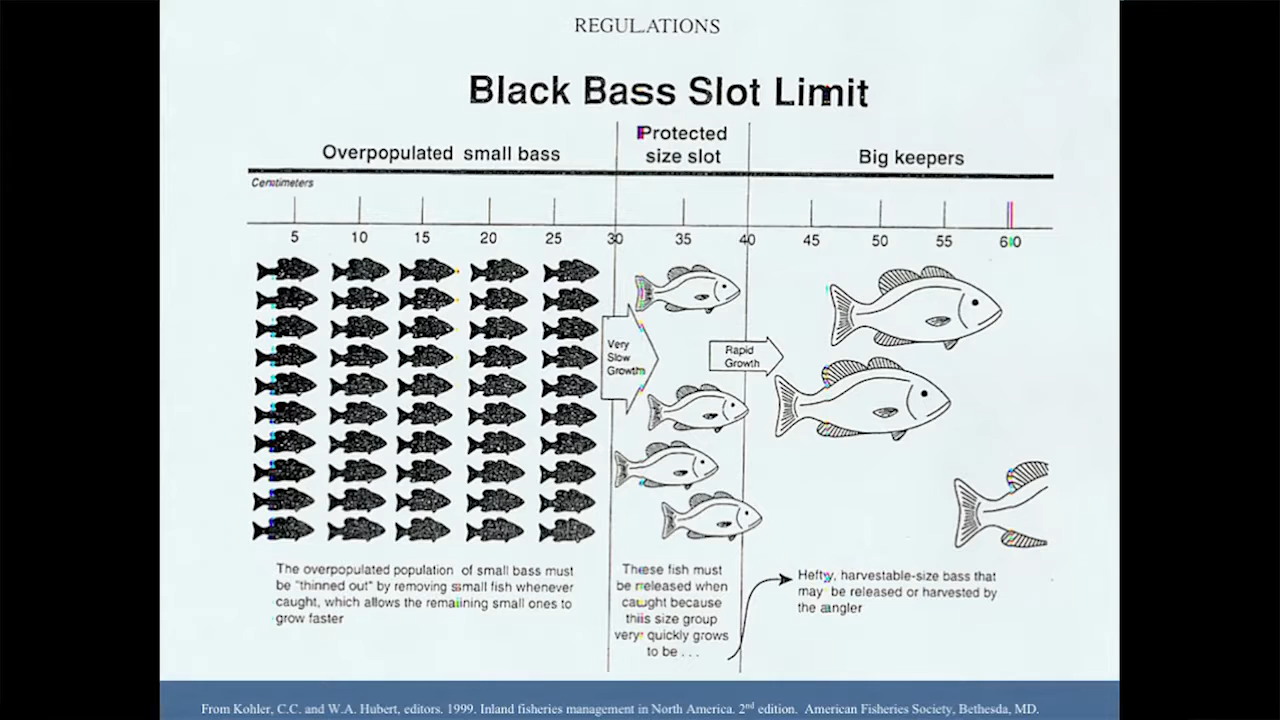 REGULATIONS
Black Bass Slot Limit
Overpopulated small bass
Protected
size slot
Big keepers
Centimeters
5 10 15 20 25 30 35 40 45 50 55 60
Very
Slow
Growth
Rapid
Growth
The overpopulated population of small bass must
be "thinned out" by removing small fish whenever
caught, which allows the remaining small ones to
grow faster
These fish must
be released when
caught because
this size group
very quickly grows
to be . . .
Hefty, harvestable-size bass that
may be released or harvested by
the angler
From Kohler, C.C. and W.A. Hubert, editors. 1999. Inland fisheries management in North America. 2nd edition. American Fisheries Society, Bethesda, MD.